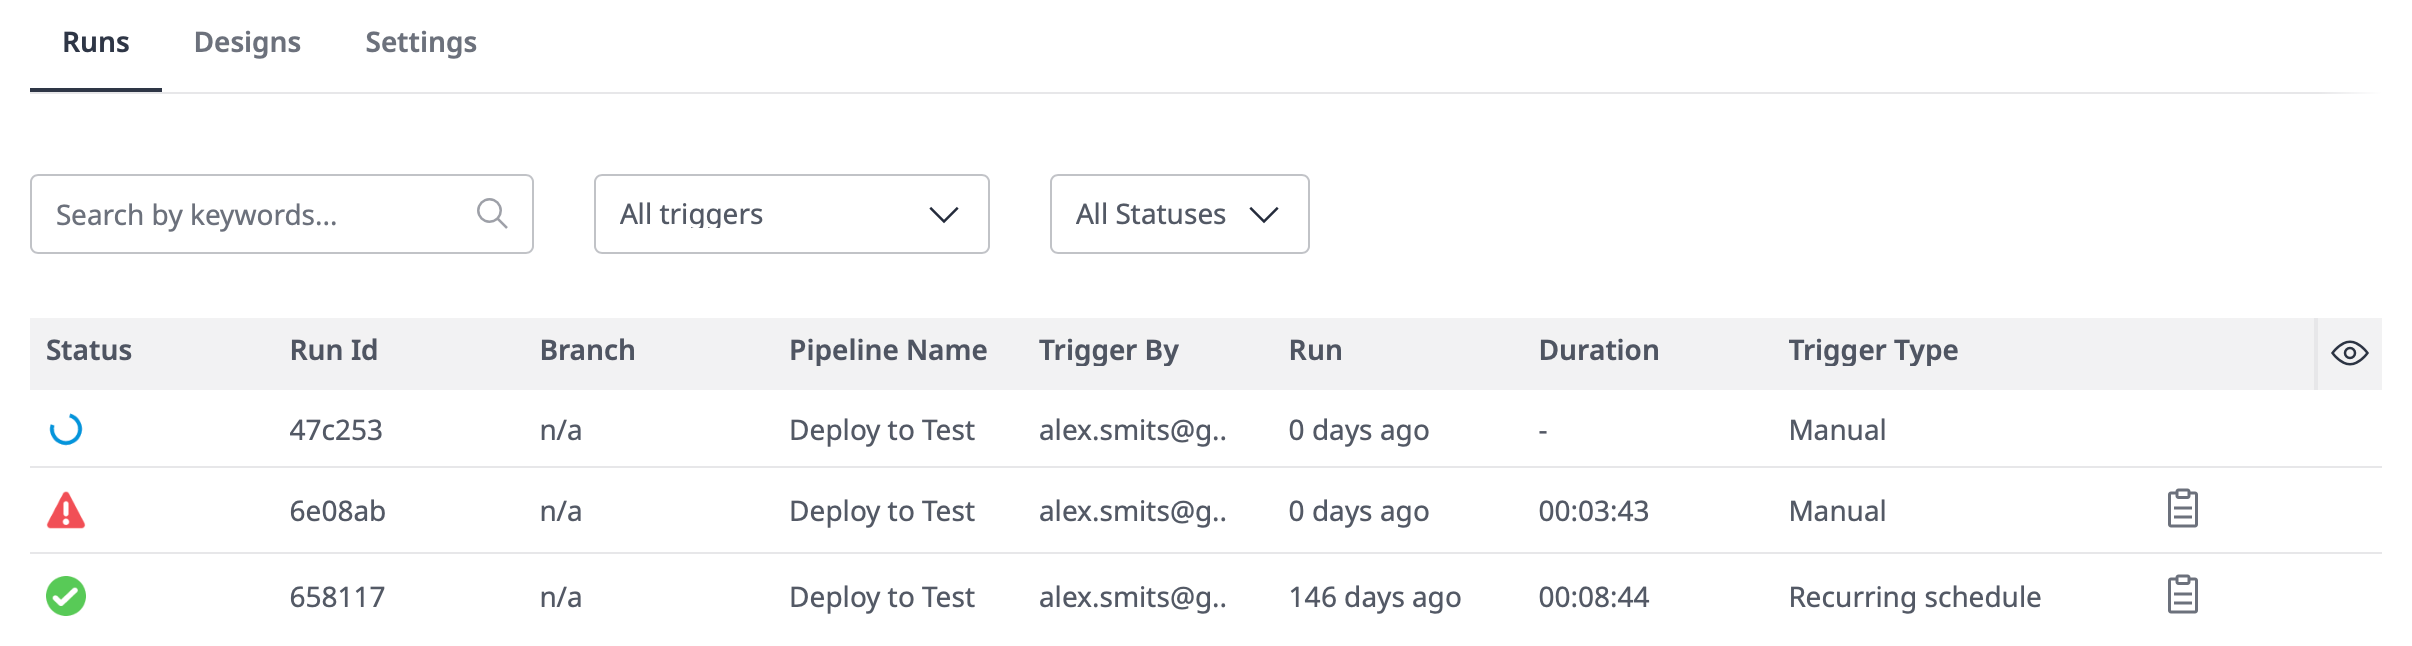 Runs Designs Settings
Search by keywords... All triggers All Statuses
Status Run Id Branch Pipeline Name Trigger By Run Duration Trigger Type
47c253 n/a Deploy to Test alex.smits@g.. 0 days ago - Manual
6e08ab n/a Deploy to Test alex.smits@g.. 0 days ago 00:03:43 Manual
658117 n/a Deploy to Test alex.smits@g.. 146 days ago 00:08:44 Recurring schedule